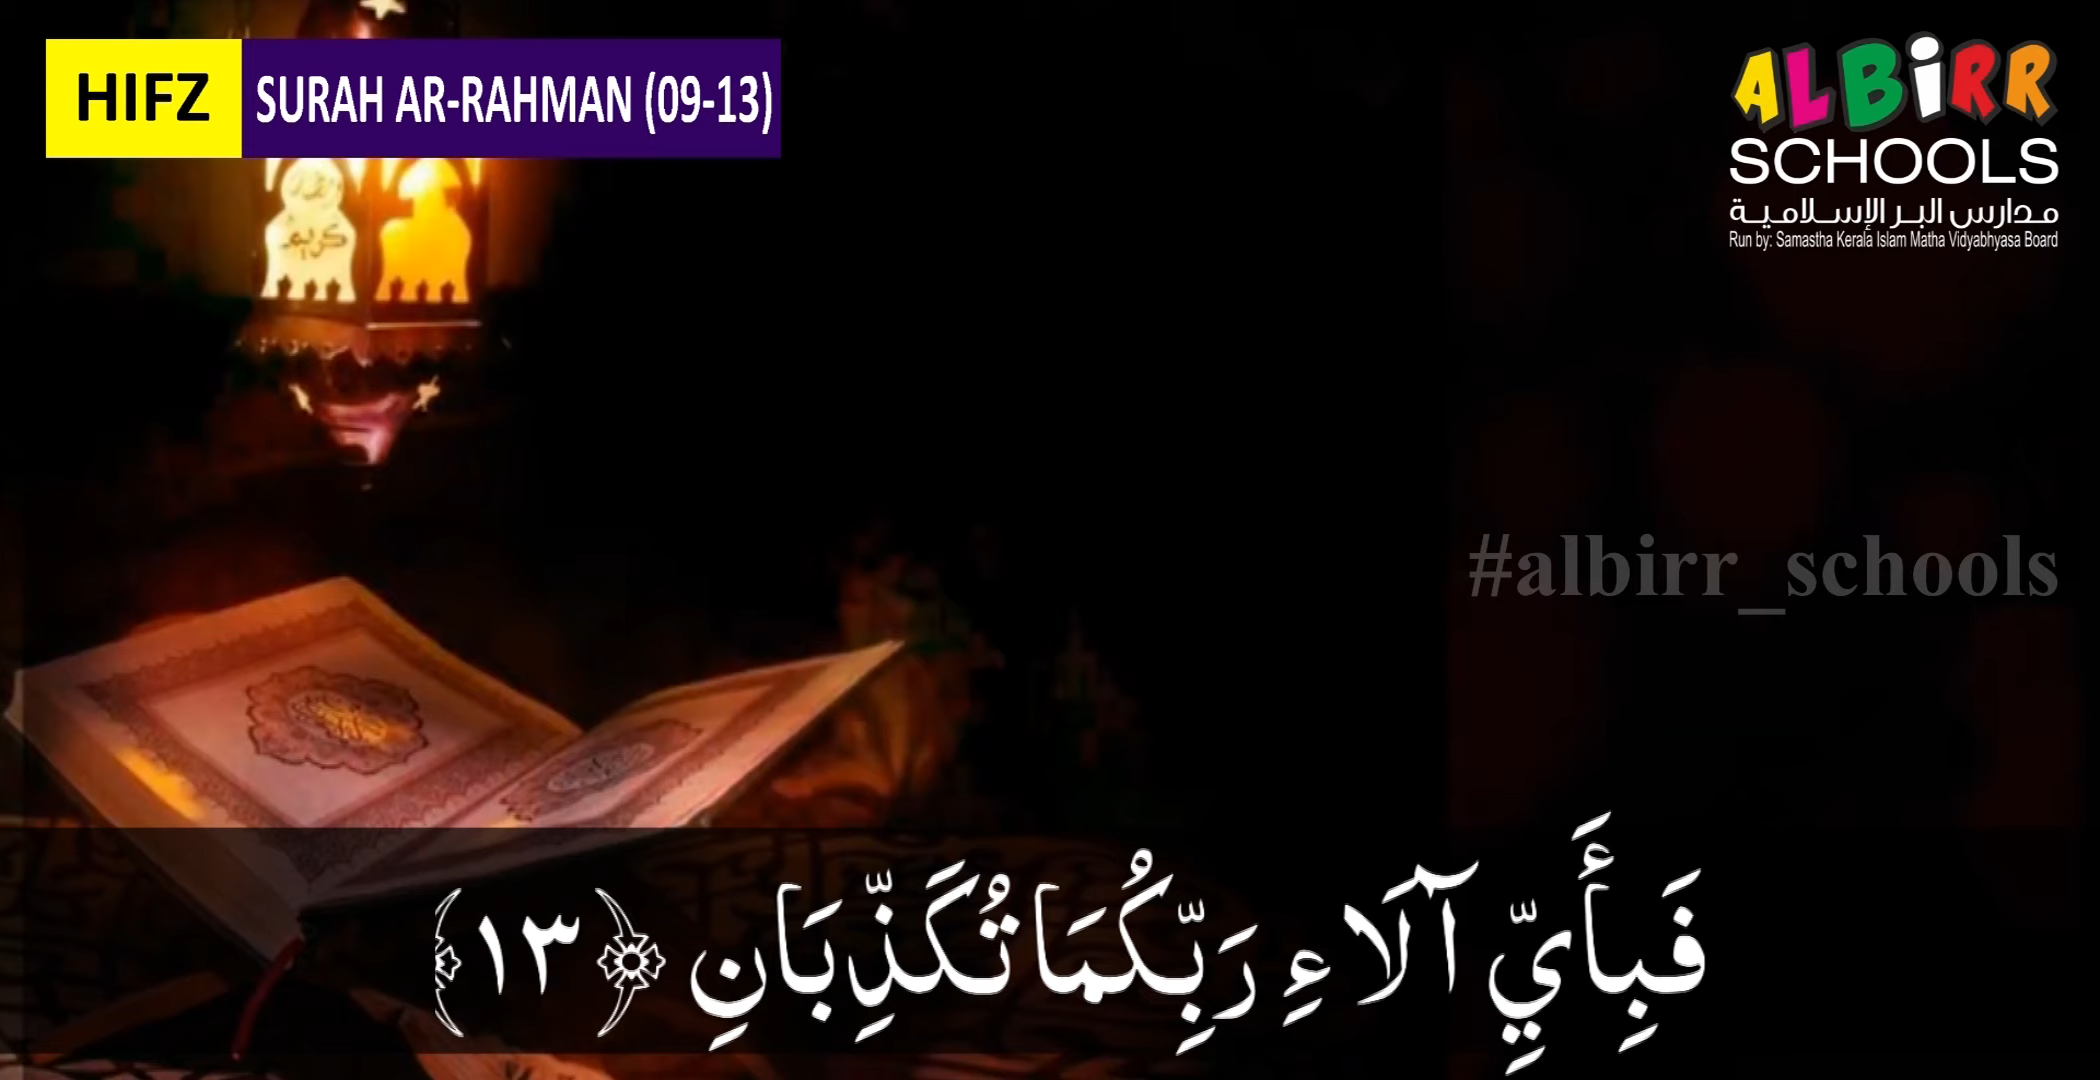 HIFZ SURAH AR-RAHMAN (09-13)
ALBiRR
SCHOOLS
مدارس البر الإسلامية
Run by: Samastha Kerala Islam Matha Vidyabhyasa Board
كريم
#albirr_schools
فَبِأَيِّ آلَاءِ رَبِّكُمَا تُكَذِّبَانِ ﴿١٣﴾